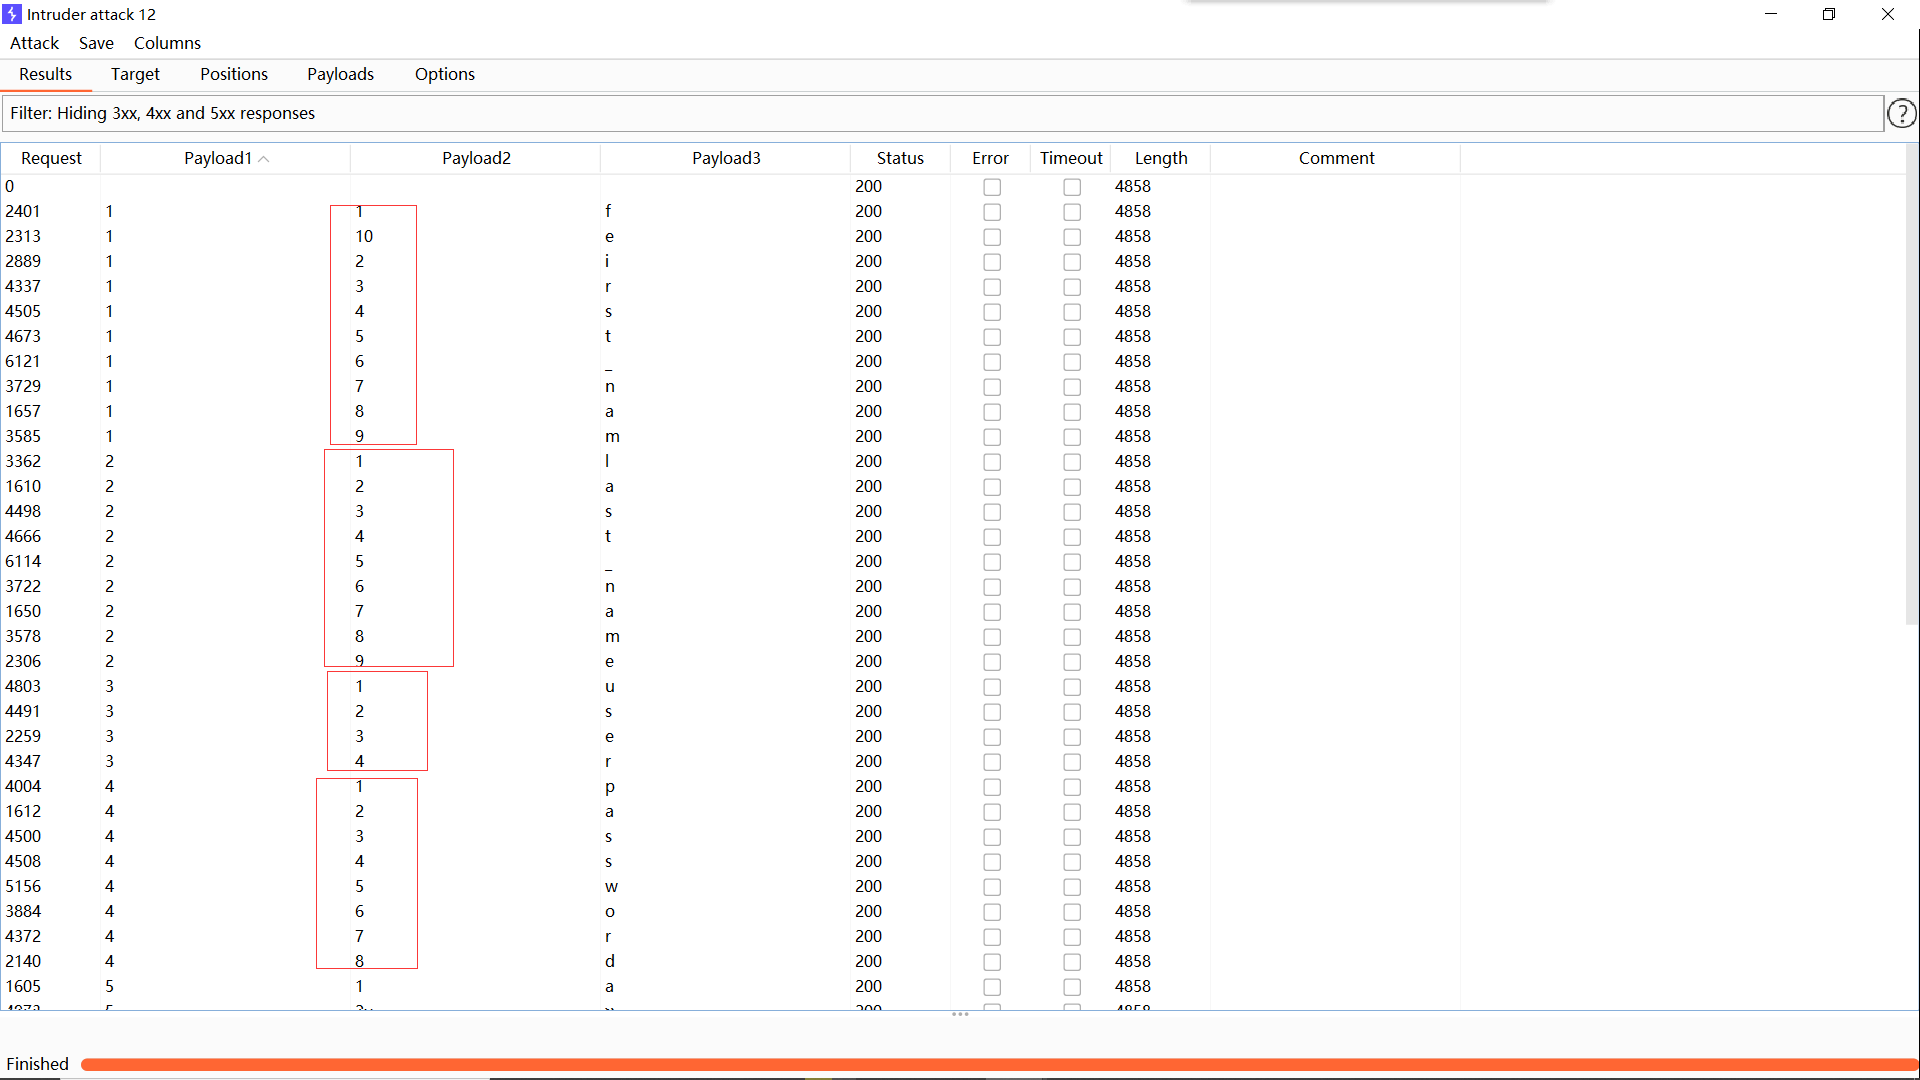 Intruder attack 12
Attack Save Columns
Results Target Positions Payloads Options
Filter: Hiding 3xx, 4xx and 5xx responses ?
Request Payload1 Payload2 Payload3 Status Error Timeout Length Comment
0 200 4858
2401 1 1 f 200 4858
2313 1 10 e 200 4858
2889 1 2 i 200 4858
4337 1 3 r 200 4858
4505 1 4 s 200 4858
4673 1 5 t 200 4858
6121 1 6 _ 200 4858
3729 1 7 n 200 4858
1657 1 8 a 200 4858
3585 1 9 m 200 4858
3362 2 1 l 200 4858
1610 2 2 a 200 4858
4498 2 3 s 200 4858
4666 2 4 t 200 4858
6114 2 5 _ 200 4858
3722 2 6 n 200 4858
1650 2 7 a 200 4858
3578 2 8 m 200 4858
2306 2 9 e 200 4858
4803 3 1 u 200 4858
4491 3 2 s 200 4858
2259 3 3 e 200 4858
4347 3 4 r 200 4858
4004 4 1 p 200 4858
1612 4 2 a 200 4858
4500 4 3 s 200 4858
4508 4 4 s 200 4858
5156 4 5 w 200 4858
3884 4 6 o 200 4858
4372 4 7 r 200 4858
2140 4 8 d 200 4858
1605 5 1 a 200 4858
Finished